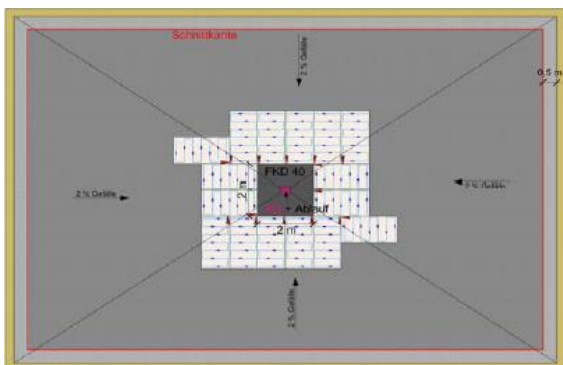 Schnittkante
2 % Gefälle
0,5 m
FKD 40
2 m
2 % Gefälle
+ Ablauf
2 m
2 % Gefälle